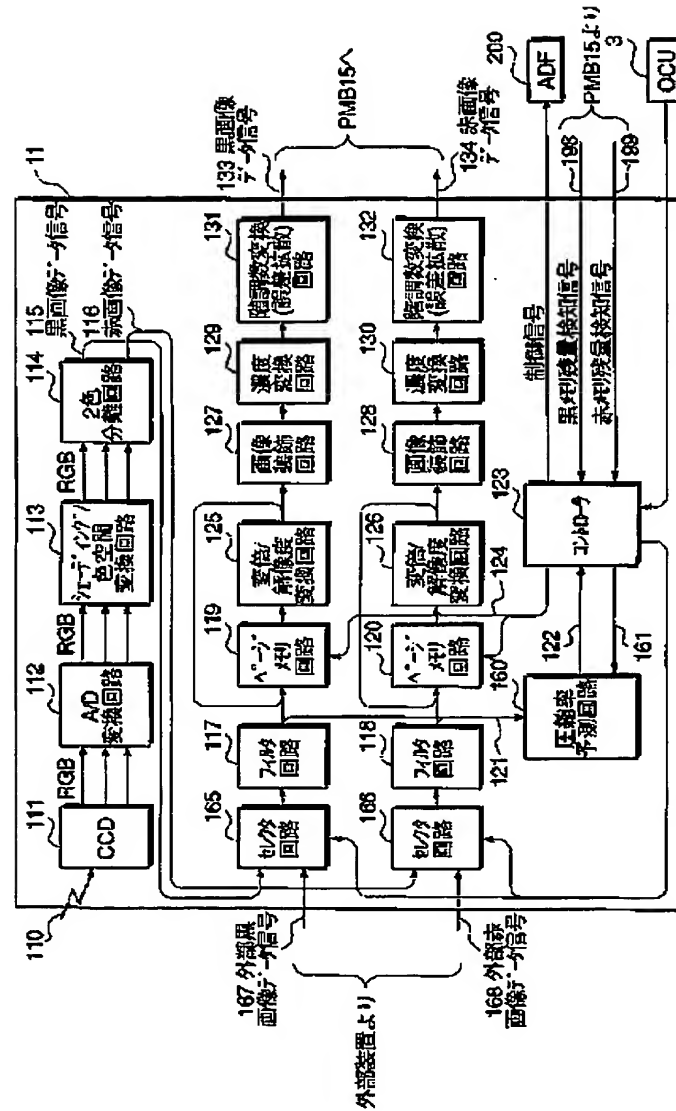 11
110
111
CCD
RGB
112
A/D
変換回路
RGB
113
シェーディング/
色空間
変換回路
RGB
114
2色
分離回路
115
黒画像データ信号
116
赤画像データ信号
167 外部黒
画像データ信号
外部装置より
168 外部赤
画像データ信号
165
セレクタ
回路
117
フィルタ
回路
119
ページ
メモリ
回路
125
変倍/
解像度
変換回路
127
画像
装飾
回路
129
濃度
変換
回路
131
階調数変換
(誤差拡散)
回路
133 黒画像
データ信号
PMB15へ
166
セレクタ
回路
118
フィルタ
回路
120
ページ
メモリ
回路
126
変倍/
解像度
変換回路
128
画像
装飾
回路
130
濃度
変換
回路
132
階調数変換
(誤差拡散)
回路
134 赤画像
データ信号
121
160
圧縮率
予測回路
122
161
124
123
コントローラ
制御信号
黒メモリ残量検知信号
赤メモリ残量検知信号
200
ADF
198
199
PMB15より
3
OCU